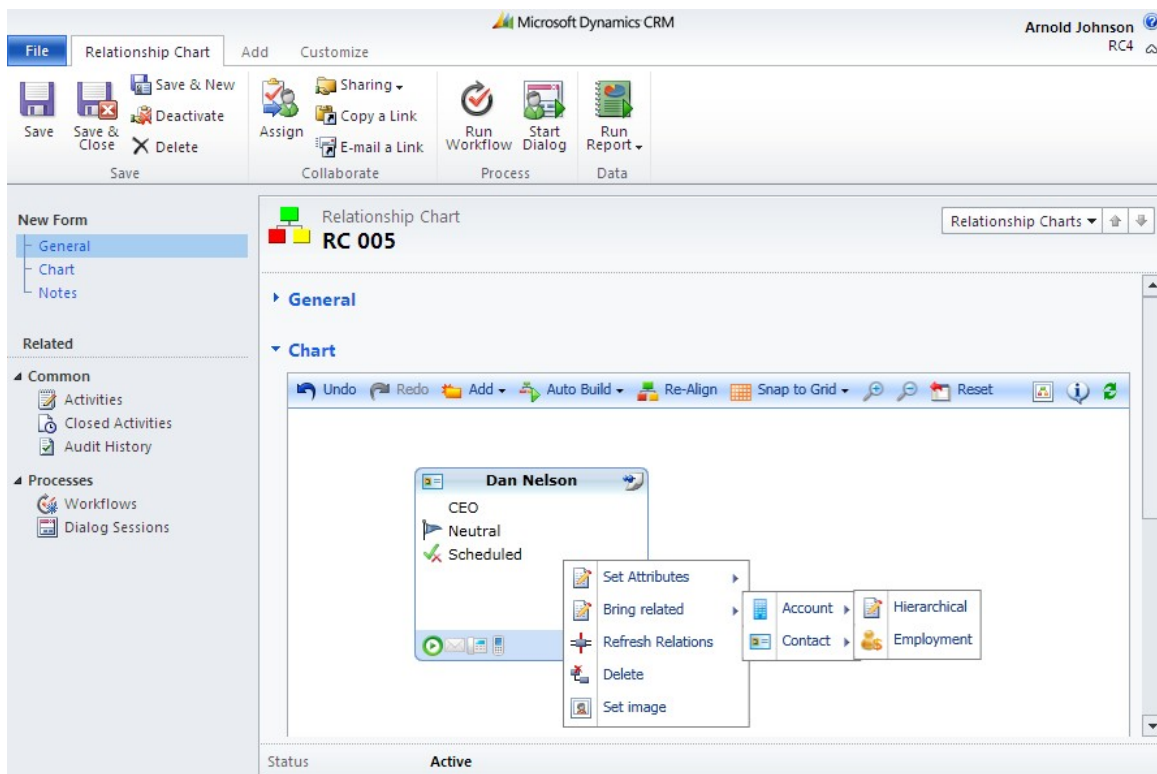 Microsoft Dynamics CRM
Arnold Johnson
RC4
File Relationship Chart Add Customize
Save
Save & Close
Save & New
Deactivate
Delete
Save
Assign
Sharing
Copy a Link
E-mail a Link
Collaborate
Run Workflow
Start Dialog
Process
Run Report
Data
New Form
General
Chart
Notes
Related
Common
Activities
Closed Activities
Audit History
Processes
Workflows
Dialog Sessions
Relationship Chart
RC 005
Relationship Charts
General
Chart
Undo Redo Add Auto Build Re-Align Snap to Grid Reset
Dan Nelson
CEO
Neutral
Scheduled
Set Attributes
Bring related
Refresh Relations
Delete
Set image
Account
Contact
Hierarchical
Employment
Status Active